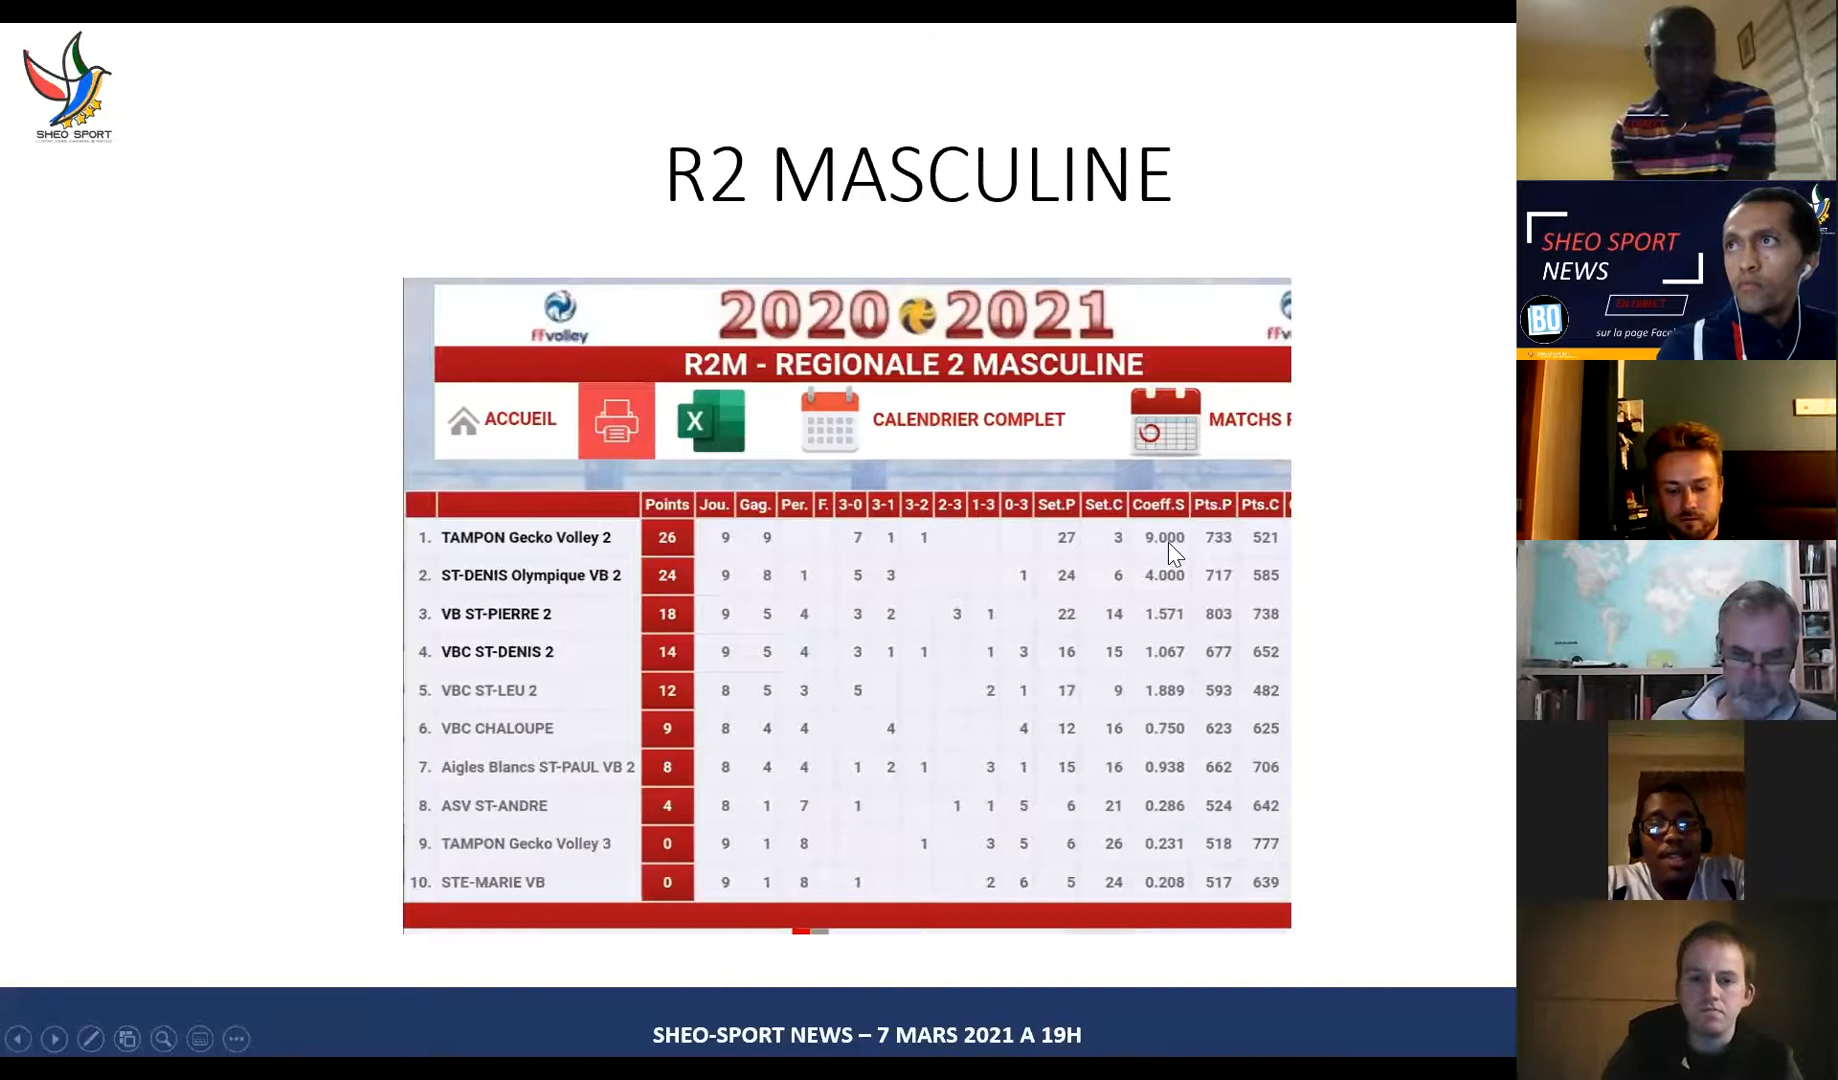 SHEO SPORT
R2 MASCULINE
ffvolley
2020 2021
ffv
R2M - REGIONALE 2 MASCULINE
ACCUEIL
X
CALENDRIER COMPLET
MATCHS
Points Jou. Gag. Per. F. 3-0 3-1 3-2 2-3 1-3 0-3 Set.P Set.C Coeff.S Pts.P Pts.C
1. TAMPON Gecko Volley 2 26 9 9 7 1 1 27 3 9.000 733 521
2. ST-DENIS Olympique VB 2 24 9 8 1 5 3 1 24 6 4.000 717 585
3. VB ST-PIERRE 2 18 9 5 4 3 2 3 1 22 14 1.571 803 738
4. VBC ST-DENIS 2 14 9 5 4 3 1 1 1 3 16 15 1.067 677 652
5. VBC ST-LEU 2 12 8 5 3 5 2 1 17 9 1.889 593 482
6. VBC CHALOUPE 9 8 4 4 4 4 12 16 0.750 623 625
7. Aigles Blancs ST-PAUL VB 2 8 8 4 4 1 2 1 3 1 15 16 0.938 662 706
8. ASV ST-ANDRE 4 8 1 7 1 1 1 5 6 21 0.286 524 642
9. TAMPON Gecko Volley 3 0 9 1 8 1 3 5 6 26 0.231 518 777
10. STE-MARIE VB 0 9 1 8 1 2 6 5 24 0.208 517 639
SHEO-SPORT NEWS – 7 MARS 2021 A 19H
SHEO SPORT
NEWS
EN DIRECT
BO
sur la page Face